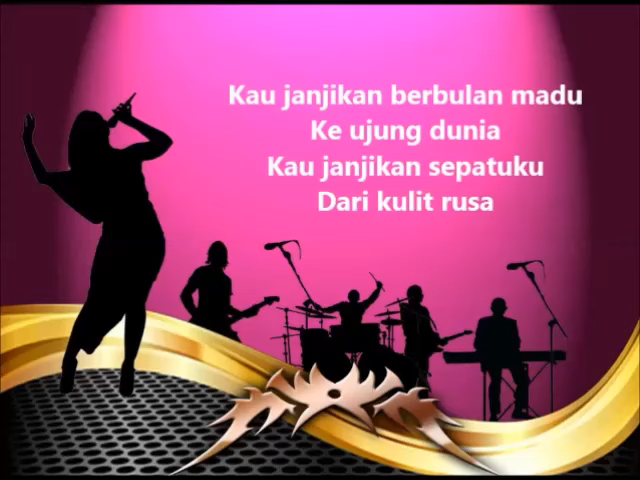 Kau janjikan berbulan madu
Ke ujung dunia
Kau janjikan sepatuku
Dari kulit rusa